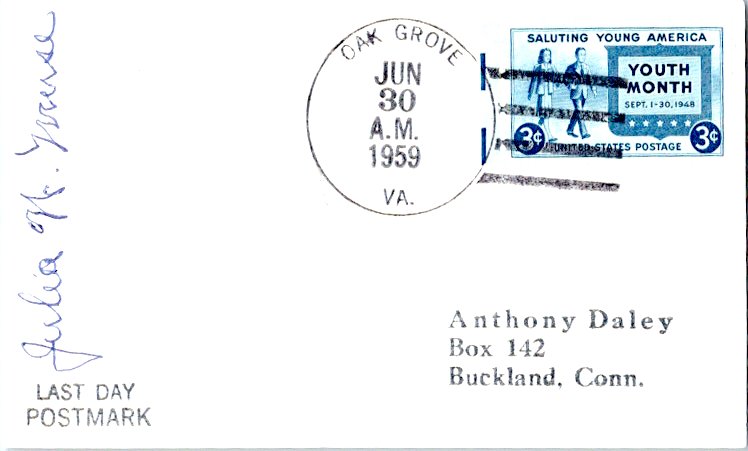 OAK GROVE
JUN
30
A.M.
1959
VA.
SALUTING YOUNG AMERICA
YOUTH
MONTH
SEPT. 1-30, 1948
3¢ UNITED STATES POSTAGE 3¢
Julia
Anthony Daley
Box 142
Buckland, Conn.
LAST DAY
POSTMARK